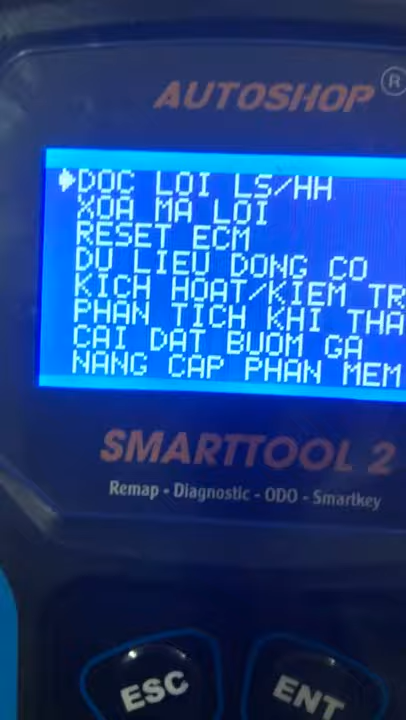 AUTOSHOP ®
DOC LOI LS/HH
XOA MA LOI
RESET ECM
DU LIEU DONG CO
KICH HOAT/KIEM TR
PHAN TICH KHI THA
CAI DAT BUOM GA
NANG CAP PHAN MEM
SMARTTOOL 2
Remap - Diagnostic - ODO - Smartkey
ESC ENT